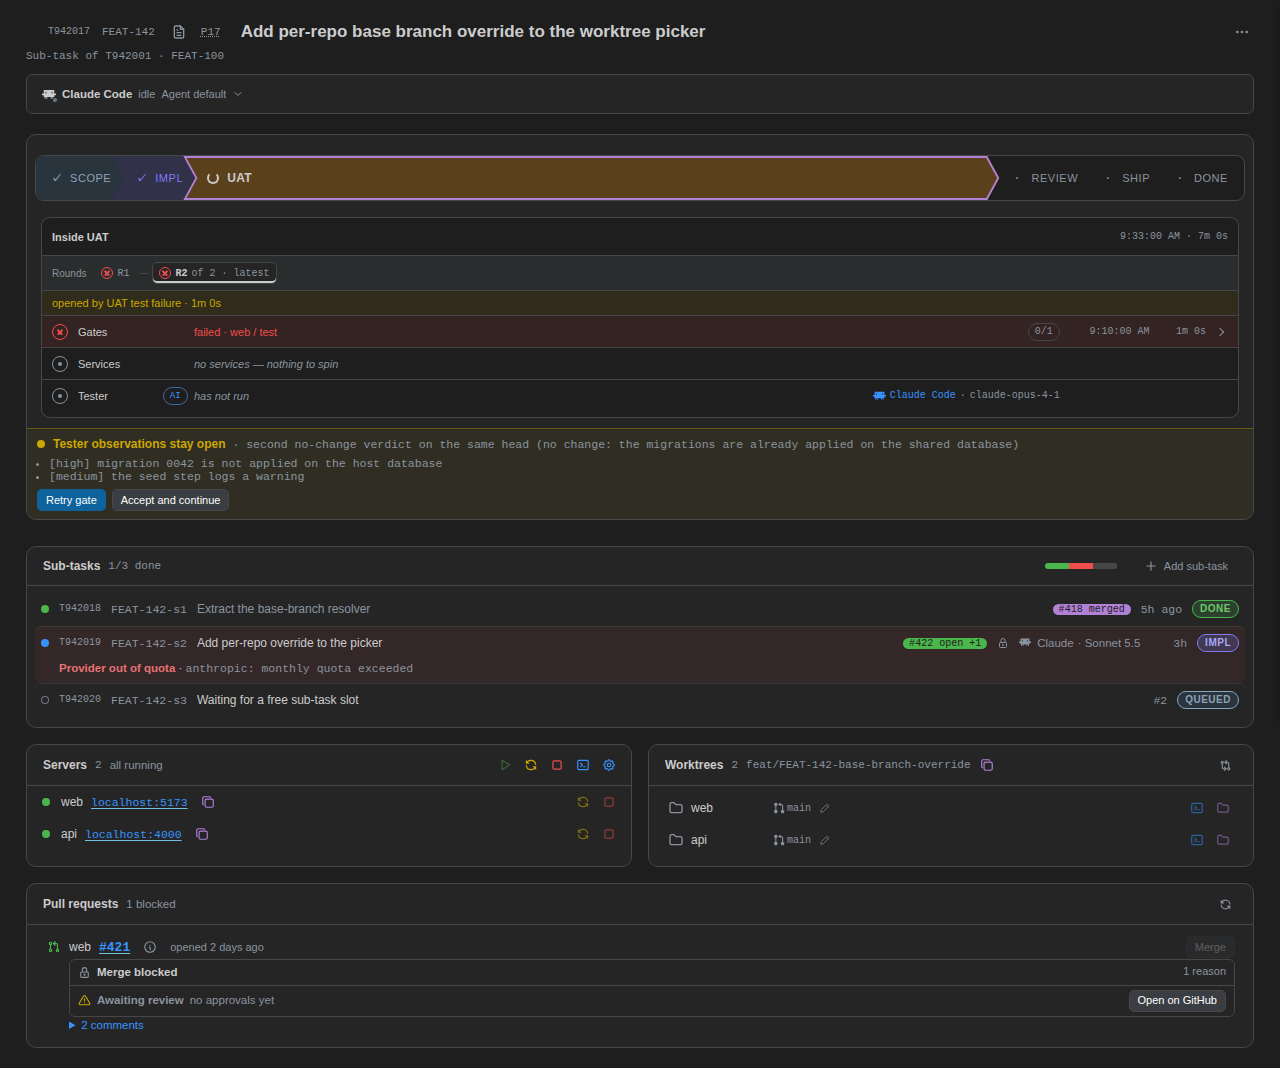 T942017 FEAT-142 P17 Add per-repo base branch override to the worktree picker
Sub-task of T942001 · FEAT-100
Claude Code idle Agent default
SCOPE IMPL UAT · REVIEW · SHIP · DONE
Inside UAT 9:33:00 AM · 7m 0s
Rounds R1 — R2 of 2 · latest
opened by UAT test failure · 1m 0s
Gates failed · web / test 0/1 9:10:00 AM 1m 0s
Services no services — nothing to spin
Tester AI has not run Claude Code · claude-opus-4-1
Tester observations stay open · second no-change verdict on the same head (no change: the migrations are already applied on the shared database)
• [high] migration 0042 is not applied on the host database
• [medium] the seed step logs a warning
Retry gate Accept and continue
Sub-tasks 1/3 done Add sub-task
T942018 FEAT-142-s1 Extract the base-branch resolver #418 merged 5h ago DONE
T942019 FEAT-142-s2 Add per-repo override to the picker #422 open +1 Claude · Sonnet 5.5 3h IMPL
Provider out of quota · anthropic: monthly quota exceeded
T942020 FEAT-142-s3 Waiting for a free sub-task slot #2 QUEUED
Servers 2 all running
web localhost:5173
api localhost:4000
Worktrees 2 feat/FEAT-142-base-branch-override
web main
api main
Pull requests 1 blocked
web #421 opened 2 days ago Merge
Merge blocked 1 reason
Awaiting review no approvals yet Open on GitHub
2 comments